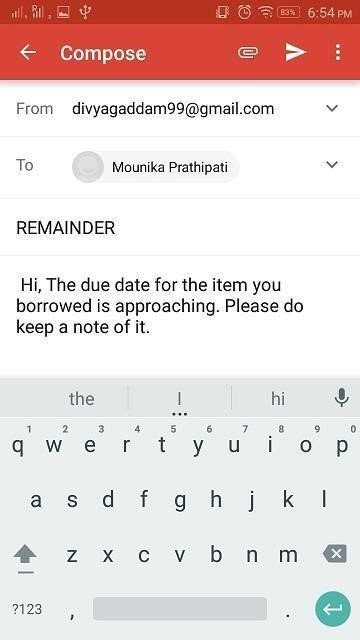 83% 6:54 PM
Compose
From divyagaddam99@gmail.com
To Mounika Prathipati
REMAINDER
Hi, The due date for the item you
borrowed is approaching. Please do
keep a note of it.
the I hi
1 2 3 4 5 6 7 8 9 0
q w e r t y u i o p
a s d f g h j k l
z x c v b n m
?123 , .